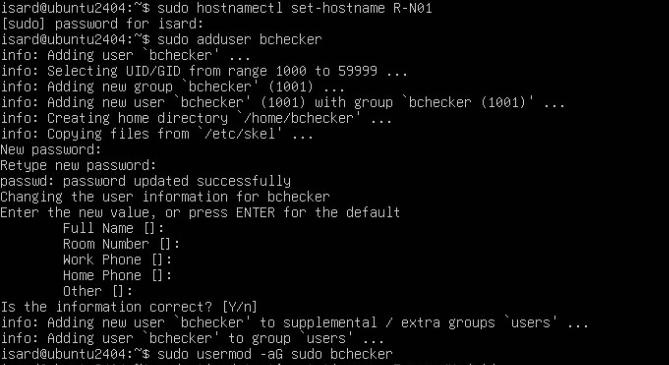 isard@ubuntu2404:~$ sudo hostnamectl set-hostname R-N01
[sudo] password for isard:
isard@ubuntu2404:~$ sudo adduser bchecker
info: Adding user `bchecker' ...
info: Selecting UID/GID from range 1000 to 59999 ...
info: Adding new group `bchecker' (1001) ...
info: Adding new user `bchecker' (1001) with group `bchecker (1001)' ...
info: Creating home directory `/home/bchecker' ...
info: Copying files from `/etc/skel' ...
New password:
Retype new password:
passwd: password updated successfully
Changing the user information for bchecker
Enter the new value, or press ENTER for the default
        Full Name []:
        Room Number []:
        Work Phone []:
        Home Phone []:
        Other []:
Is the information correct? [Y/n]
info: Adding new user `bchecker' to supplemental / extra groups `users' ...
info: Adding user `bchecker' to group `users' ...
isard@ubuntu2404:~$ sudo usermod -aG sudo bchecker